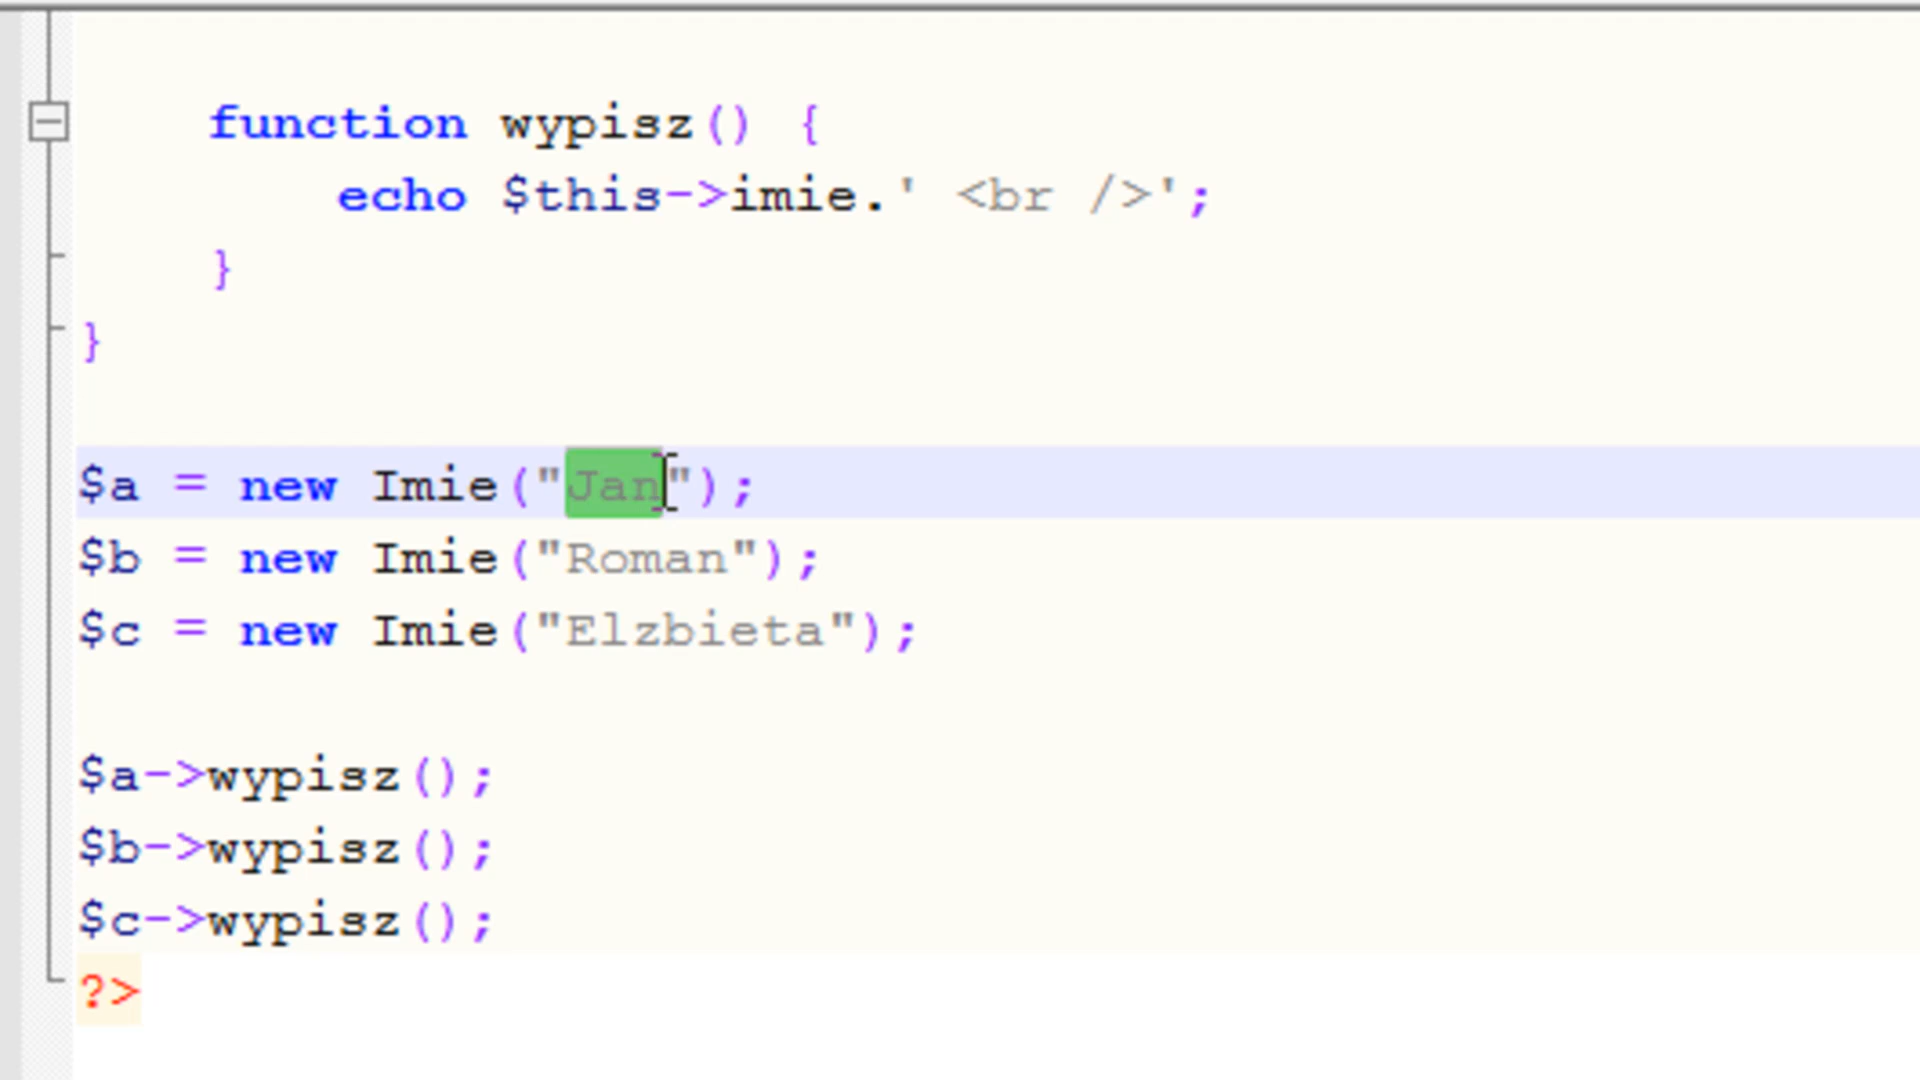 function wypisz() {
echo $this->imie.' <br />';
}
}
$a = new Imie("Jan");
$b = new Imie("Roman");
$c = new Imie("Elzbieta");
$a->wypisz();
$b->wypisz();
$c->wypisz();
?>